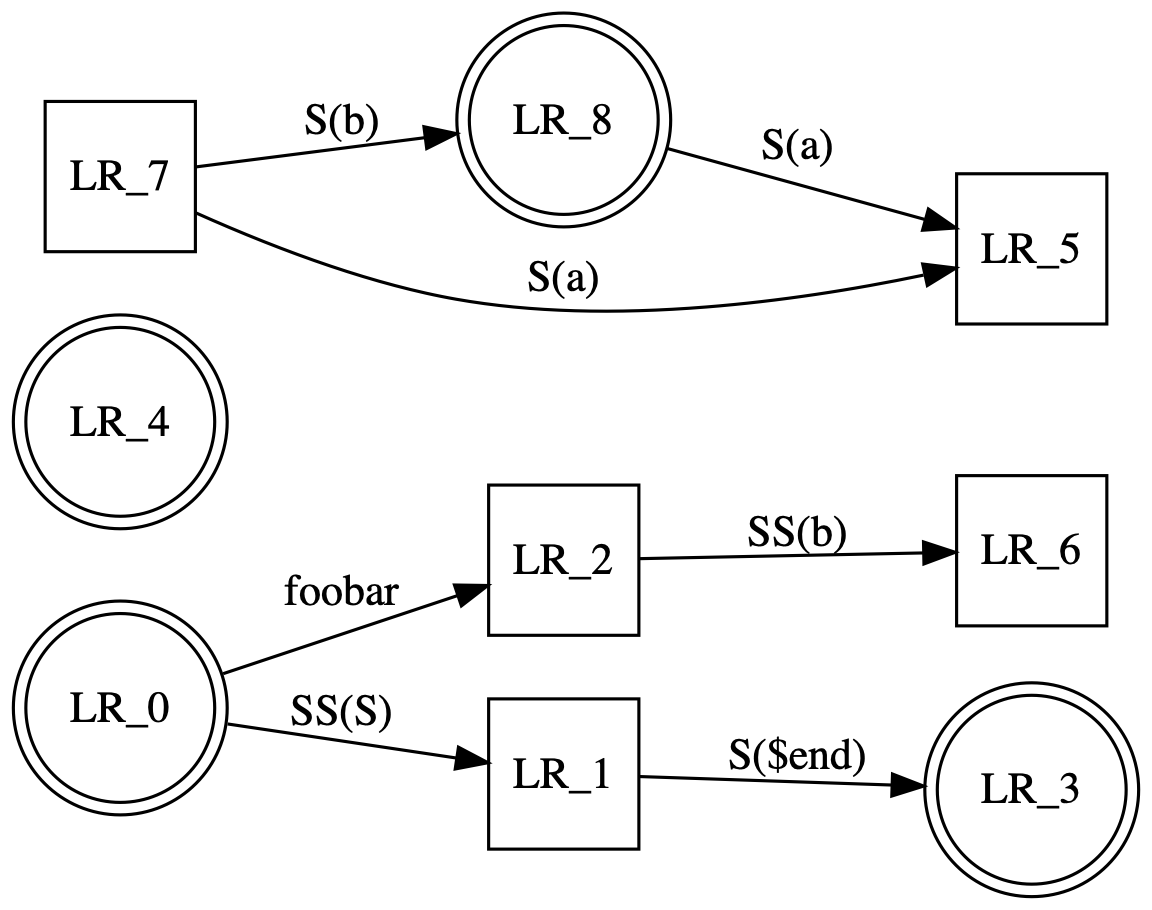 S(b)
LR_8
S(a)
LR_7
LR_5
S(a)
LR_4
LR_2
SS(b)
LR_6
foobar
LR_0
SS(S)
LR_1
S($end)
LR_3